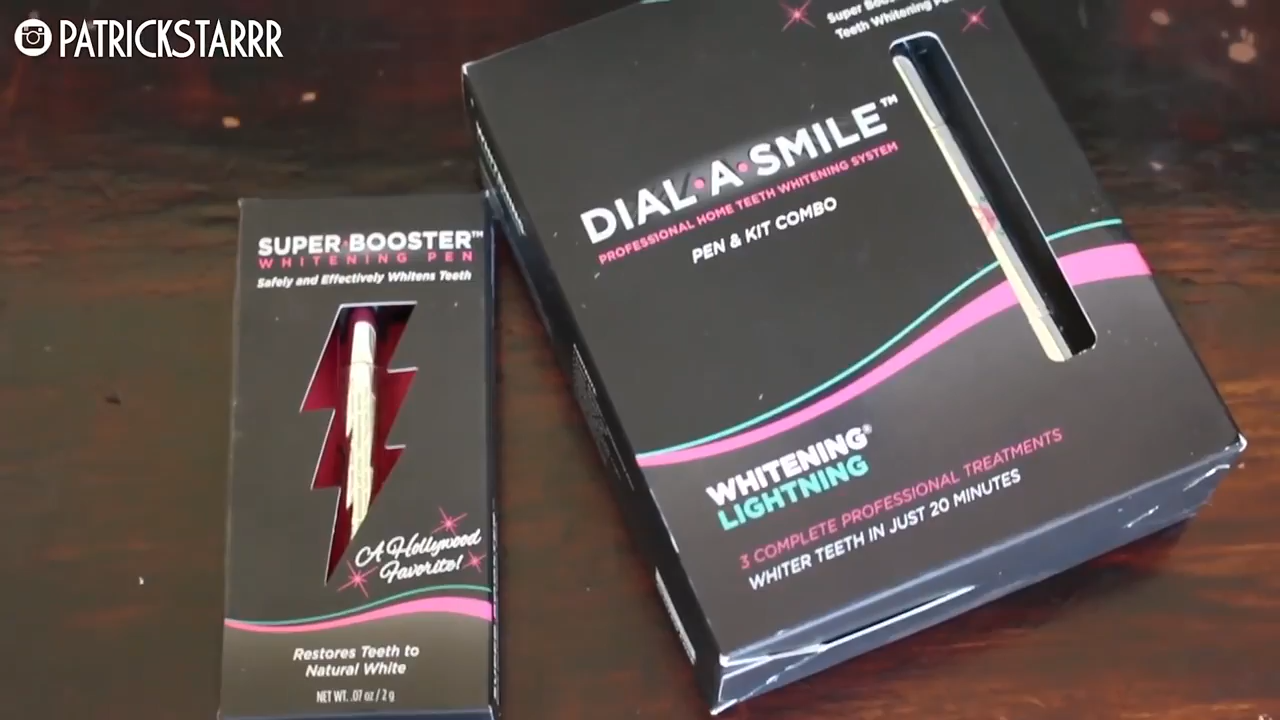 PATRICKSTARRR
Super
Teeth Whitening
DIAL·A·SMILE™
PROFESSIONAL HOME TEETH WHITENING SYSTEM
PEN & KIT COMBO
WHITENING®
LIGHTNING
3 COMPLETE PROFESSIONAL TREATMENTS
WHITER TEETH IN JUST 20 MINUTES
SUPER·BOOSTER™
WHITENING PEN
Safely and Effectively Whitens Teeth
A Hollywood
Favorite!
Restores Teeth to
Natural White
NET WT. .07 oz / 2 g